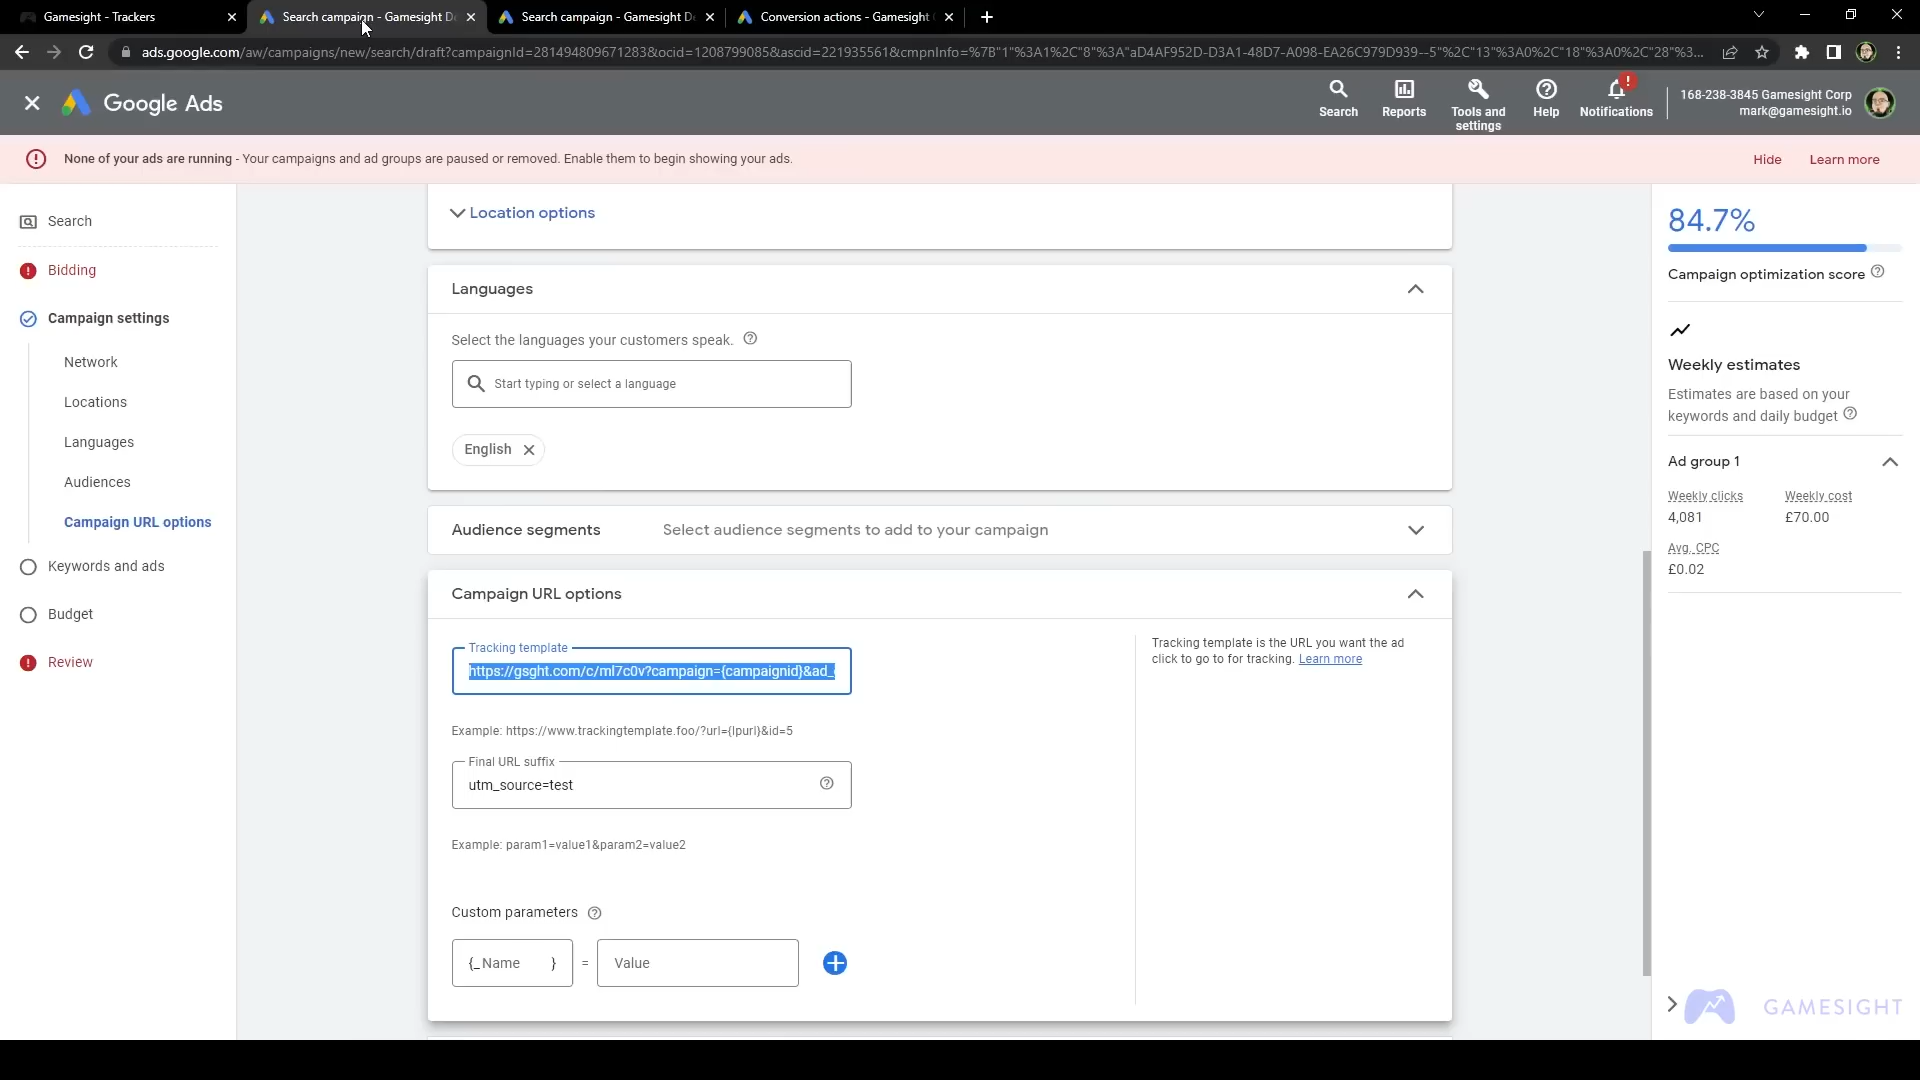 Gamesight - Trackers
Search campaign - Gamesight De
Search campaign - Gamesight De
Conversion actions - Gamesight
ads.google.com/aw/campaigns/new/search/draft?campaignId=281494809671283&ocid=1208799085&ascid=221935561&cmpnInfo=%7B"1"%3A1%2C"8"%3A"aD4AF952D-D3A1-48D7-A098-EA26C979D939--5"%2C"13"%3A0%2C"18"%3A0%2C"28"%3...
Google Ads
Search
Reports
Tools and
settings
Help
Notifications
168-238-3845 Gamesight Corp
mark@gamesight.io
None of your ads are running - Your campaigns and ad groups are paused or removed. Enable them to begin showing your ads.
Hide
Learn more
Search
Bidding
Campaign settings
Network
Locations
Languages
Audiences
Campaign URL options
Keywords and ads
Budget
Review
Location options
Languages
Select the languages your customers speak.
Start typing or select a language
English
Audience segments
Select audience segments to add to your campaign
Campaign URL options
Tracking template
https://gsght.com/c/ml7c0v?campaign={campaignid}&ad_
Example: https://www.trackingtemplate.foo/?url={lpurl}&id=5
Final URL suffix
utm_source=test
Example: param1=value1&param2=value2
Custom parameters
{_ Name } = Value
Tracking template is the URL you want the ad
click to go to for tracking. Learn more
84.7%
Campaign optimization score
Weekly estimates
Estimates are based on your
keywords and daily budget
Ad group 1
Weekly clicks
4,081
Weekly cost
£70.00
Avg. CPC
£0.02
GAMESIGHT